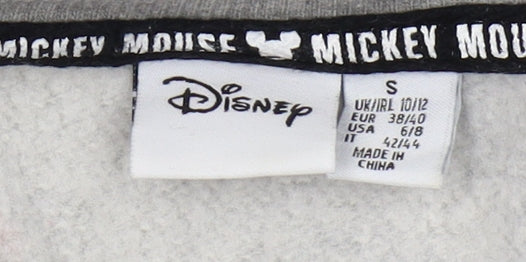 MICKEY MOUSE MICKEY MOU
Disney
S
UK/IRL 10/12
EUR 38/40
USA 6/8
IT 42/44
MADE IN
CHINA